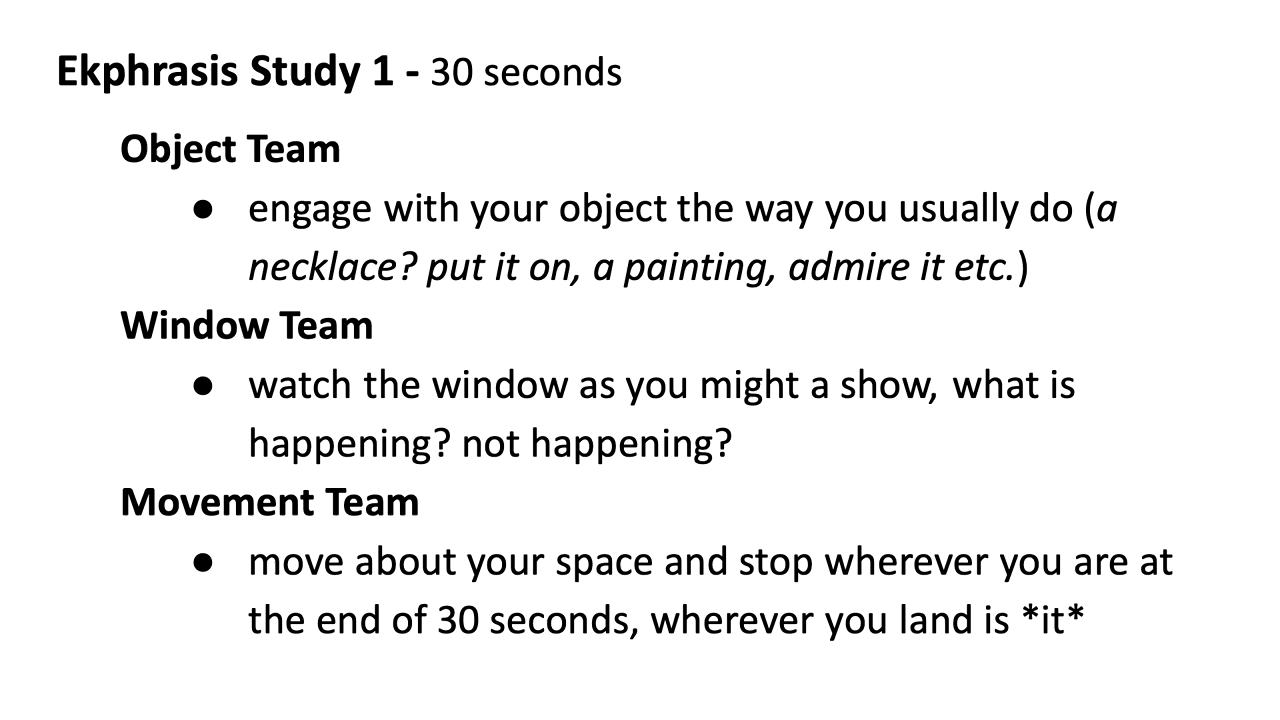 Ekphrasis Study 1 - 30 seconds
Object Team
● engage with your object the way you usually do (a
necklace? put it on, a painting, admire it etc.)
Window Team
● watch the window as you might a show, what is
happening? not happening?
Movement Team
● move about your space and stop wherever you are at
the end of 30 seconds, wherever you land is *it*